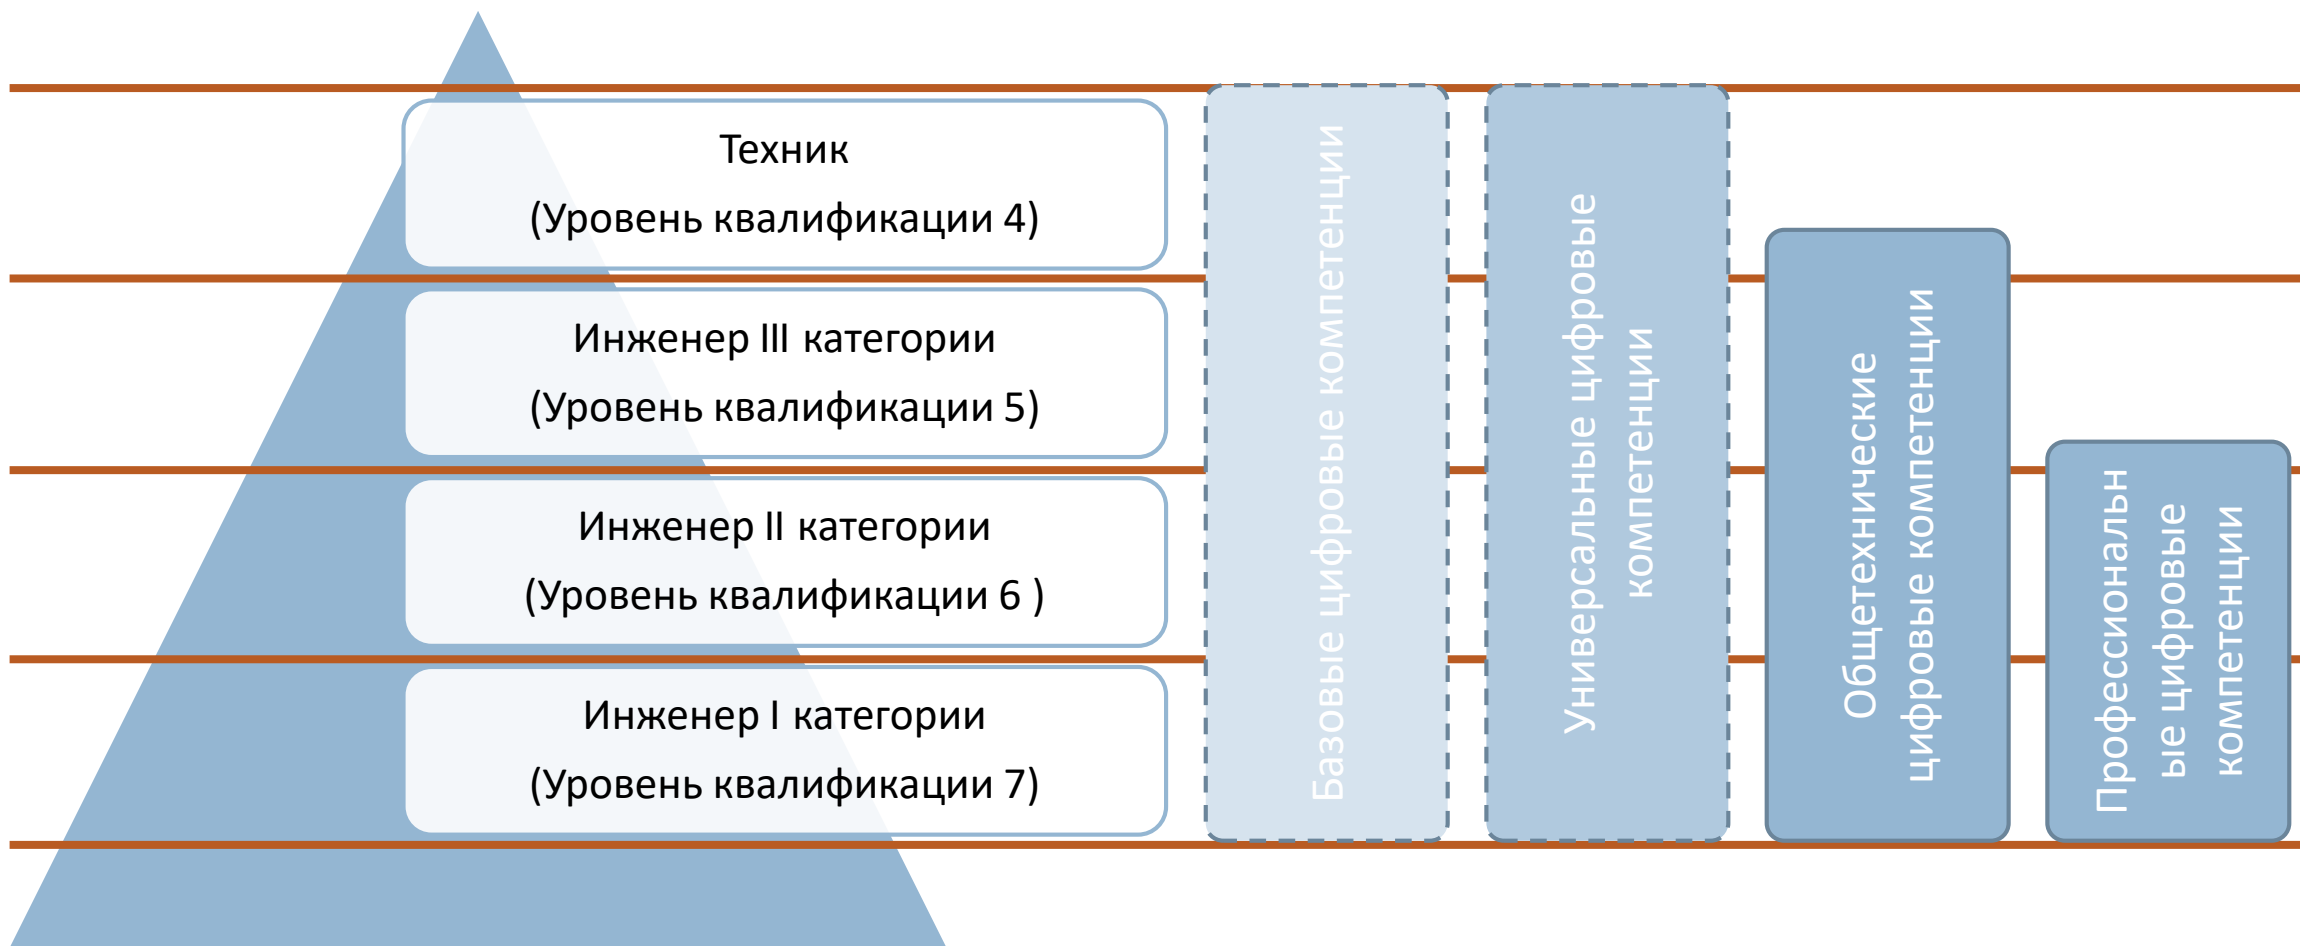 Техник
(Уровень квалификации 4)
Инженер III категории
(Уровень квалификации 5)
Инженер II категории
(Уровень квалификации 6 )
Инженер I категории
(Уровень квалификации 7)
Базовые цифровые компетенции
Универсальные цифровые
компетенции
Общетехнические
цифровые компетенции
Профессиональн
ые цифровые
компетенции